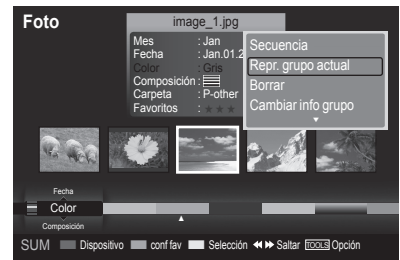 Foto
image_1.jpg
Mes : Jan
Fecha : Jan.01.2
Color : Gris
Composición :
Carpeta : P-other
Favoritos : ★★★
Secuencia
Repr. grupo actual
Borrar
Cambiar info grupo
Fecha
Color
Composición
SUM Dispositivo conf fav Selección Saltar TOOLS Opción